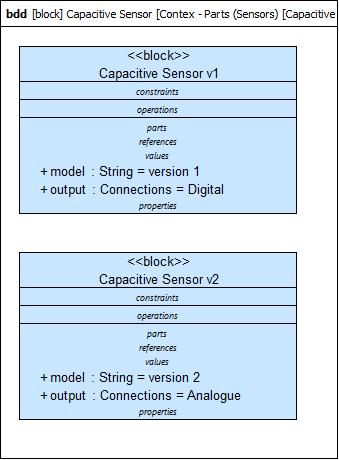 bdd [block] Capacitive Sensor [Contex - Parts (Sensors) [Capacitive
<<block>>
Capacitive Sensor v1
constraints
operations
parts
references
values
+ model : String = version 1
+ output : Connections = Digital
properties
<<block>>
Capacitive Sensor v2
constraints
operations
parts
references
values
+ model : String = version 2
+ output : Connections = Analogue
properties